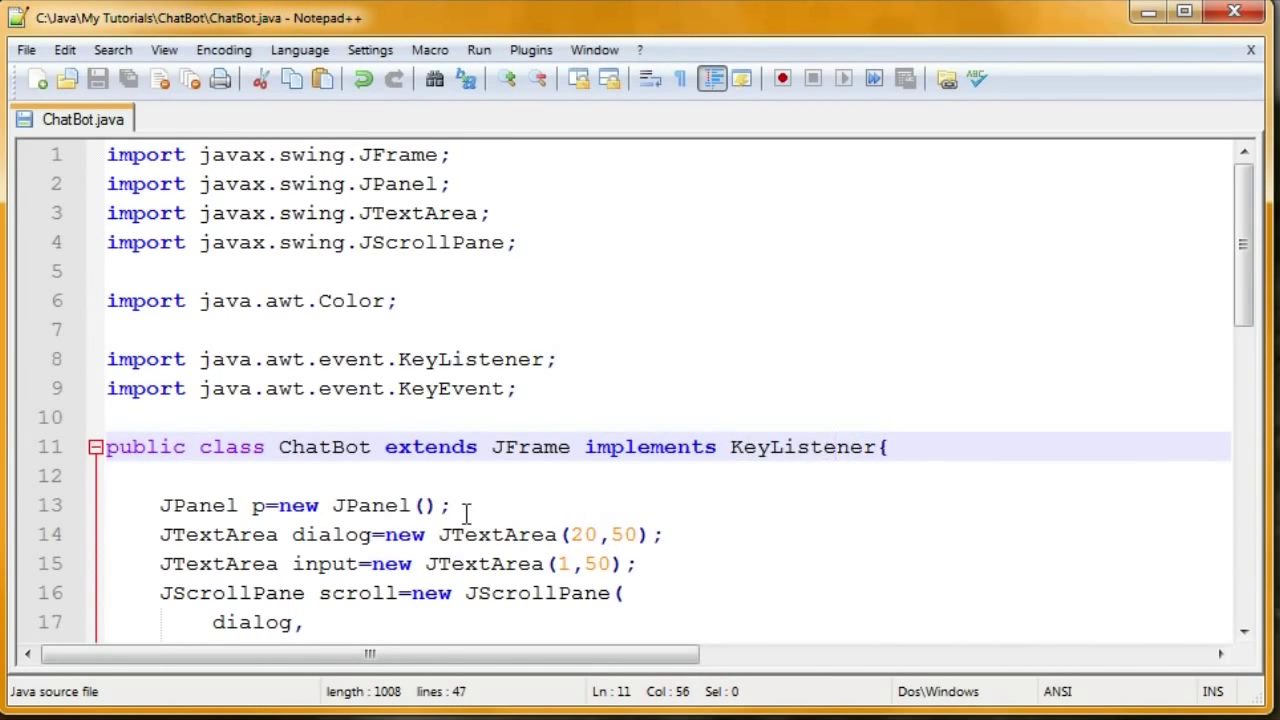 C:\Java\My Tutorials\ChatBot\ChatBot.java - Notepad++
File Edit Search View Encoding Language Settings Macro Run Plugins Window ? X
ABC
ChatBot.java
1 import javax.swing.JFrame;
2 import javax.swing.JPanel;
3 import javax.swing.JTextArea;
4 import javax.swing.JScrollPane;
5
6 import java.awt.Color;
7
8 import java.awt.event.KeyListener;
9 import java.awt.event.KeyEvent;
10
11 public class ChatBot extends JFrame implements KeyListener{
12
13 JPanel p=new JPanel();
14 JTextArea dialog=new JTextArea(20,50);
15 JTextArea input=new JTextArea(1,50);
16 JScrollPane scroll=new JScrollPane(
17 dialog,
Java source file length : 1008 lines : 47 Ln : 11 Col : 56 Sel : 0 Dos\Windows ANSI INS